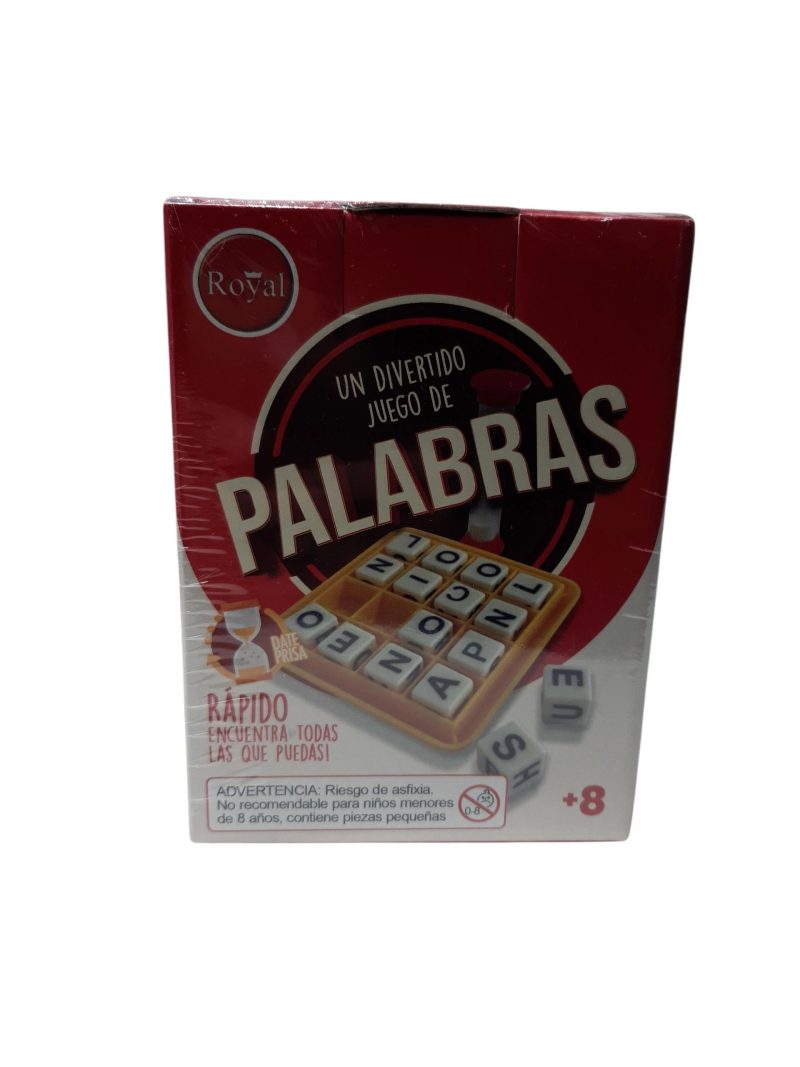 Royal
UN DIVERTIDO
JUEGO DE
PALABRAS
L O O L
Z I C N
O P
O E N A
E
U
S
H
DATE
PRISA
RÁPIDO
ENCUENTRA TODAS
LAS QUE PUEDAS!
ADVERTENCIA: Riesgo de asfixia.
No recomendable para niños menores
de 8 años, contiene piezas pequeñas
0-8
+8